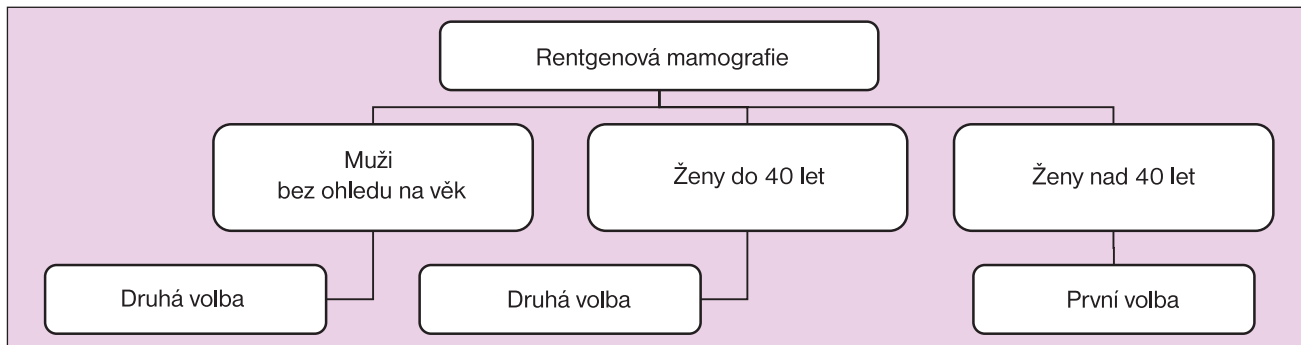 Rentgenová mamografie
Muži
bez ohledu na věk
Ženy do 40 let
Ženy nad 40 let
Druhá volba
Druhá volba
První volba